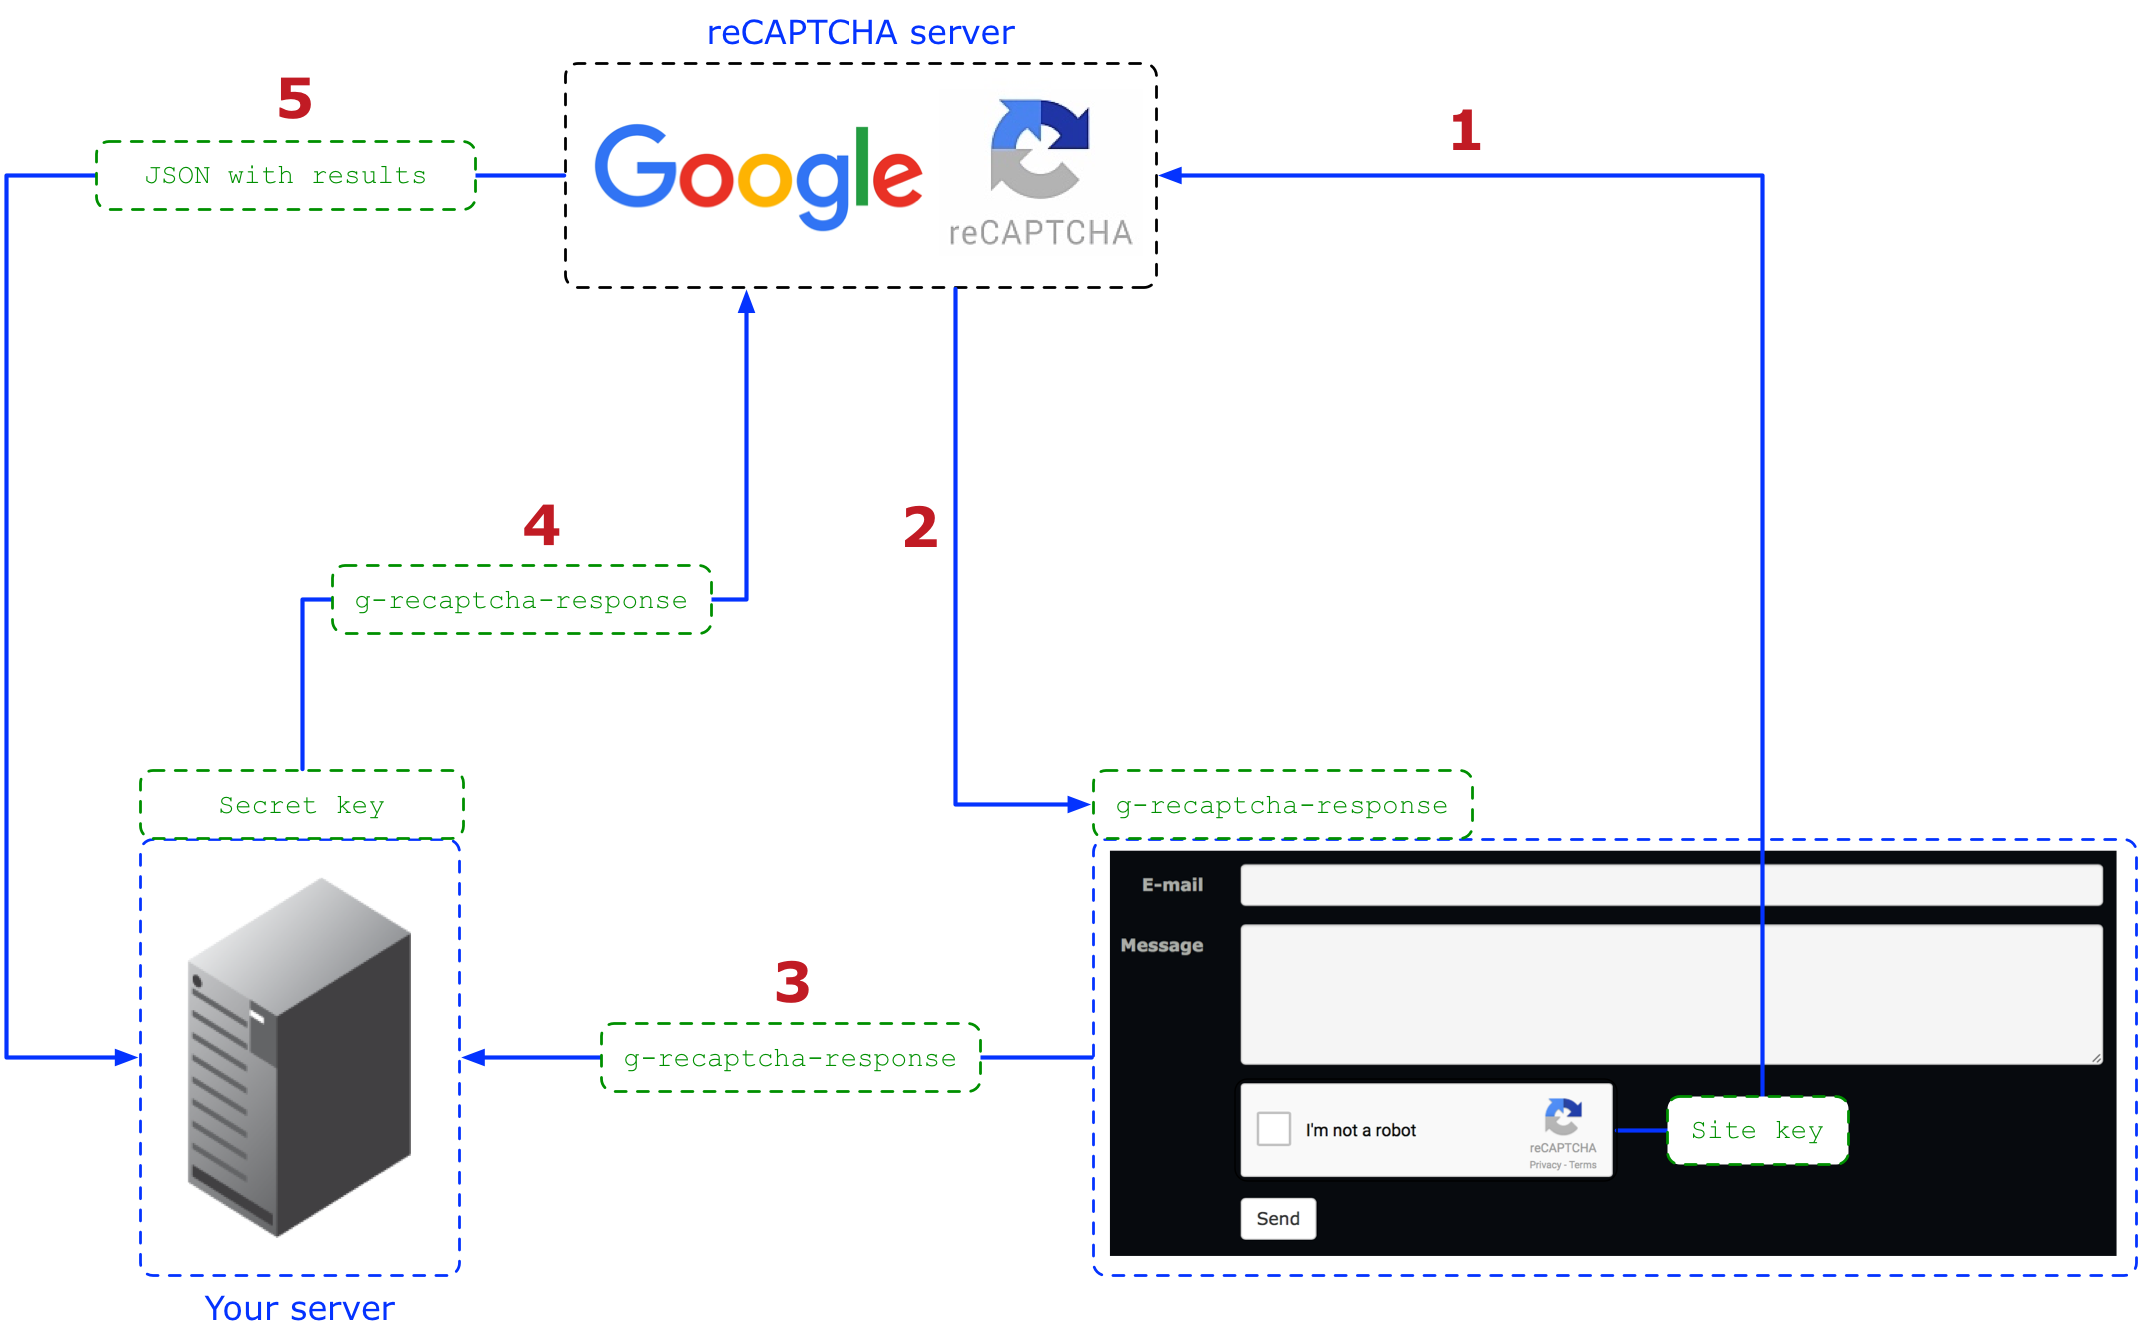 reCAPTCHA server
5
1
JSON with results
Google
reCAPTCHA
4
2
g-recaptcha-response
Secret key
g-recaptcha-response
E-mail
Message
3
g-recaptcha-response
I'm not a robot
reCAPTCHA
Privacy - Terms
Site key
Send
Your server